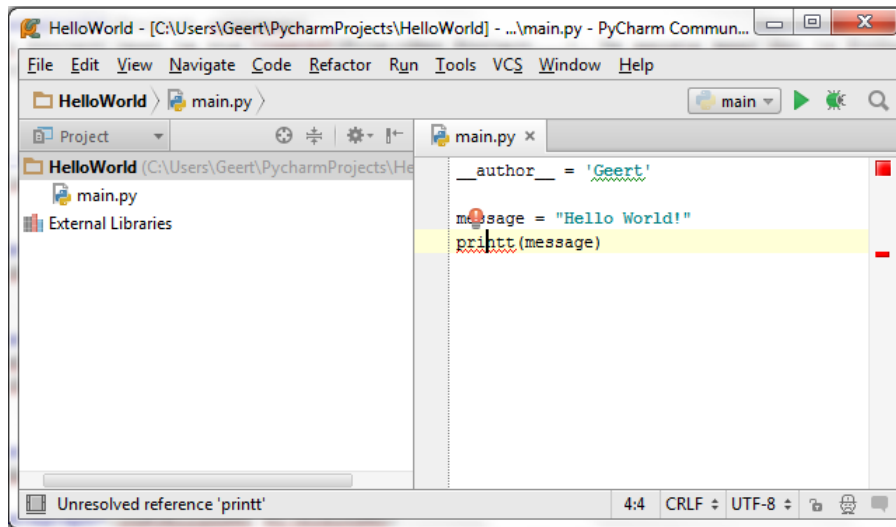 HelloWorld - [C:\Users\Geert\PycharmProjects\HelloWorld] - ...\main.py - PyCharm Commun...
File Edit View Navigate Code Refactor Run Tools VCS Window Help
HelloWorld main.py main
Project main.py
HelloWorld (C:\Users\Geert\PycharmProjects\He
main.py
External Libraries
__author__ = 'Geert'
message = "Hello World!"
printt(message)
Unresolved reference 'printt' 4:4 CRLF UTF-8